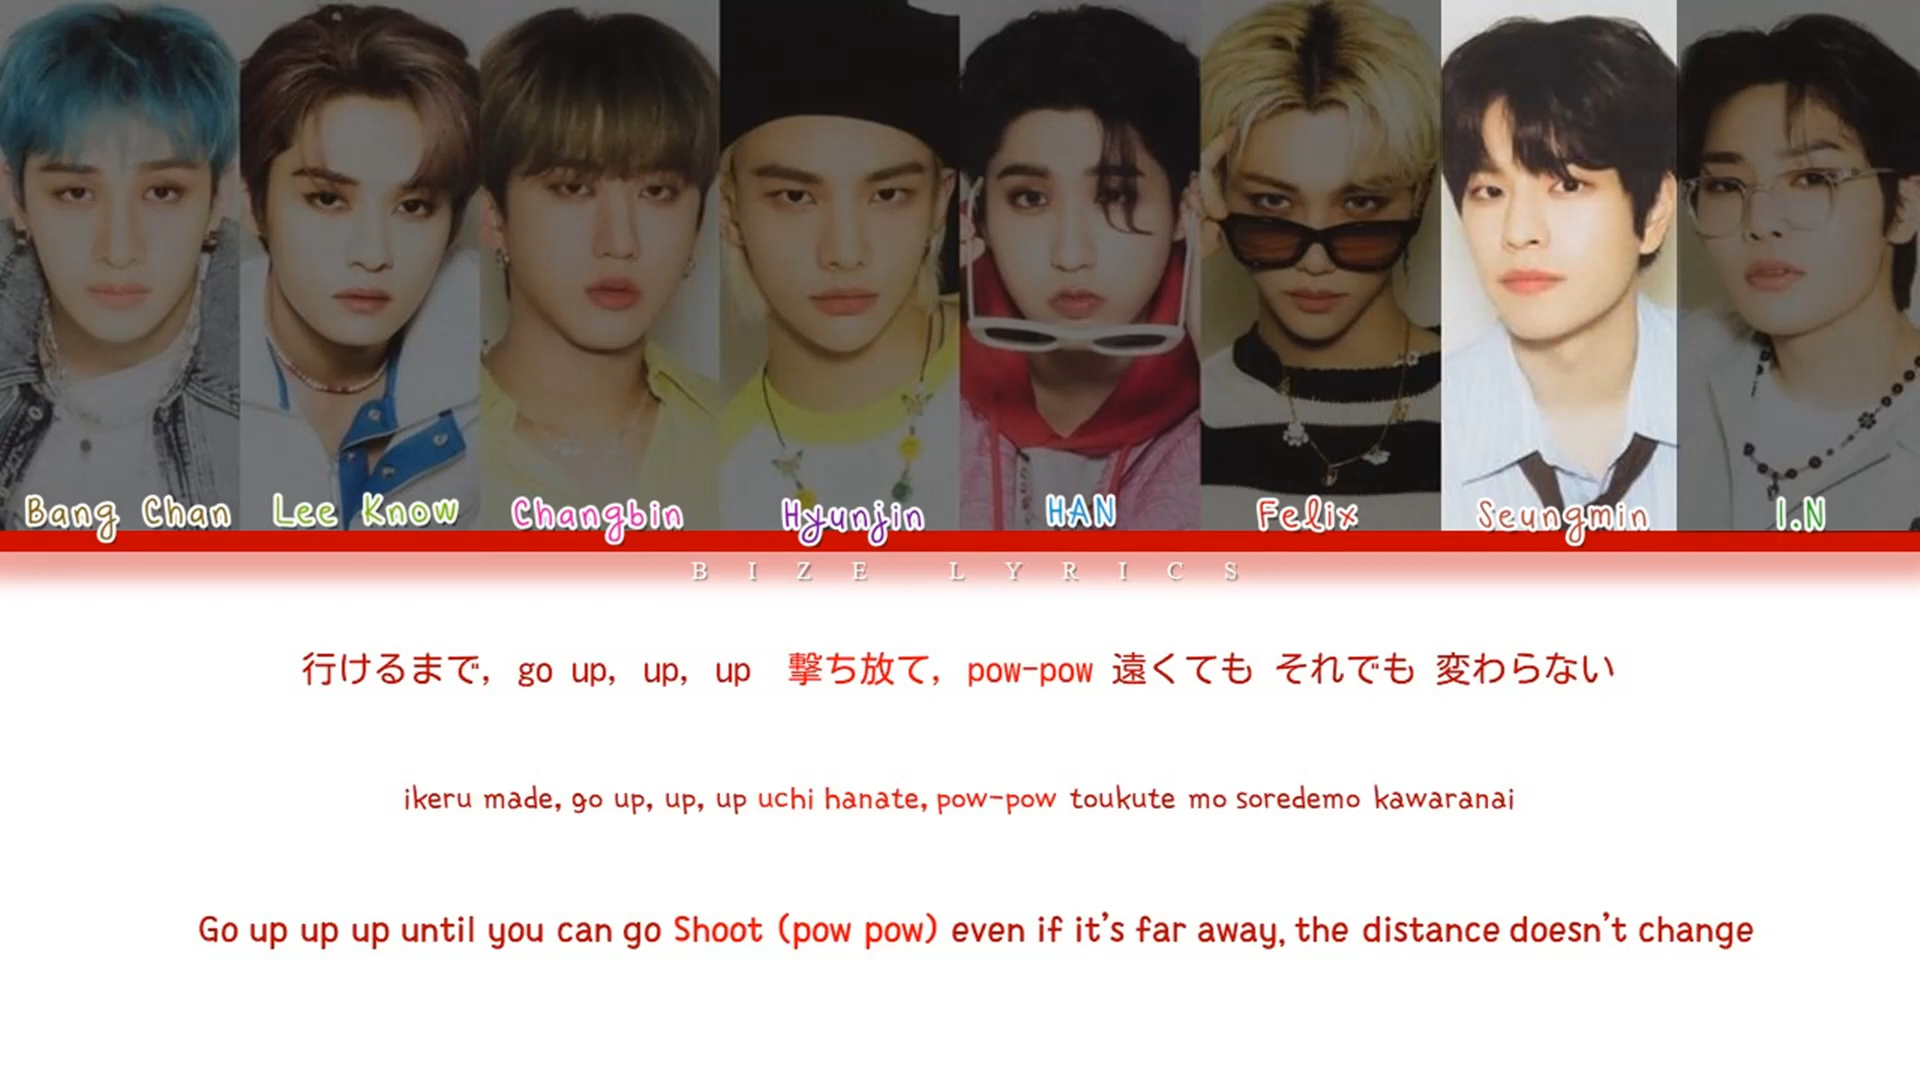 Bang Chan Lee Know Changbin Hyunjin HAN Felix Seungmin I.N
BIZE LYRICS
行けるまで, go up, up, up 撃ち放て, pow-pow 遠くても それでも 変わらない
ikeru made, go up, up, up uchi hanate, pow-pow toukute mo soredemo kawaranai
Go up up up until you can go Shoot (pow pow) even if it's far away, the distance doesn't change